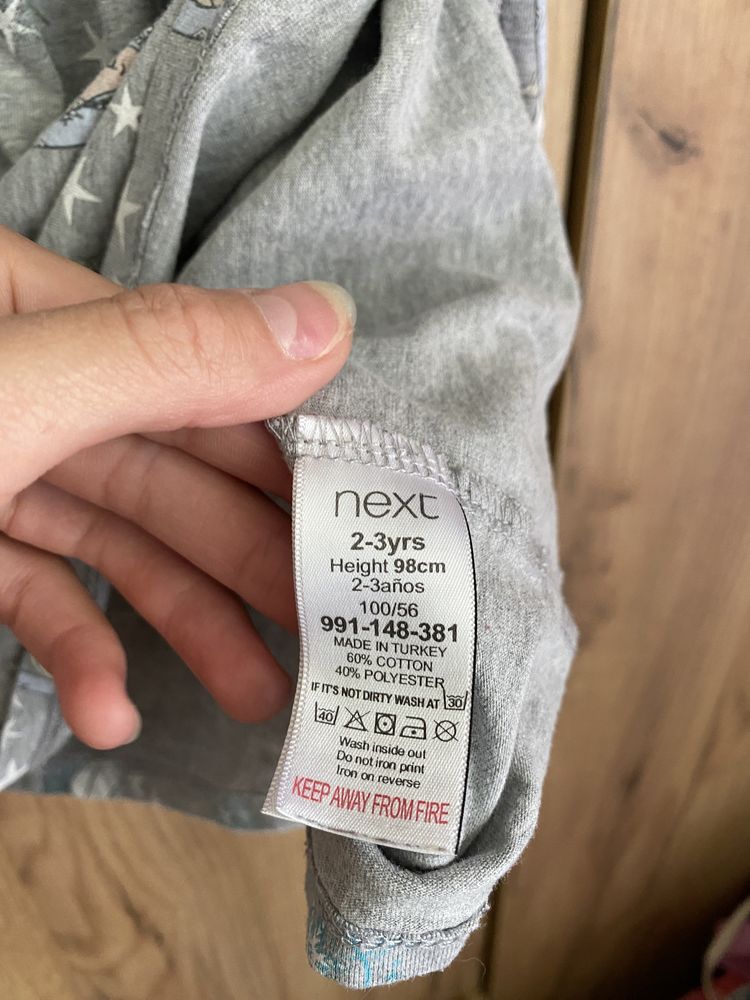 next
2-3yrs
Height 98cm
2-3años
100/56
991-148-381
MADE IN TURKEY
60% COTTON
40% POLYESTER
IF IT'S NOT DIRTY WASH AT 30
40
Wash inside out
Do not iron print
Iron on reverse
KEEP AWAY FROM FIRE